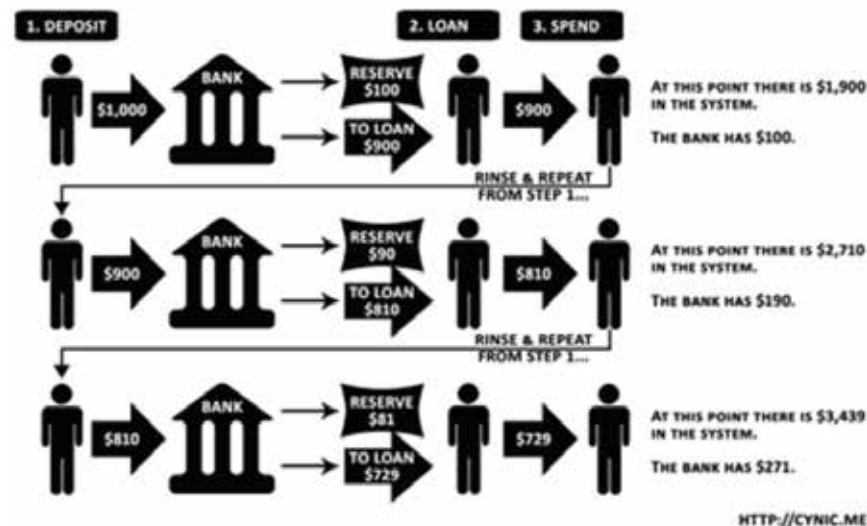 1. DEPOSIT
2. LOAN
3. SPEND
$1,000
BANK
RESERVE
$100
TO LOAN
$900
$900
AT THIS POINT THERE IS $1,900
IN THE SYSTEM.
THE BANK HAS $100.
RINSE & REPEAT
FROM STEP 1...
$900
BANK
RESERVE
$90
TO LOAN
$810
$810
AT THIS POINT THERE IS $2,710
IN THE SYSTEM.
THE BANK HAS $190.
RINSE & REPEAT
FROM STEP 1...
$810
BANK
RESERVE
$81
TO LOAN
$729
$729
AT THIS POINT THERE IS $3,439
IN THE SYSTEM.
THE BANK HAS $271.
HTTP://CYNIC.ME